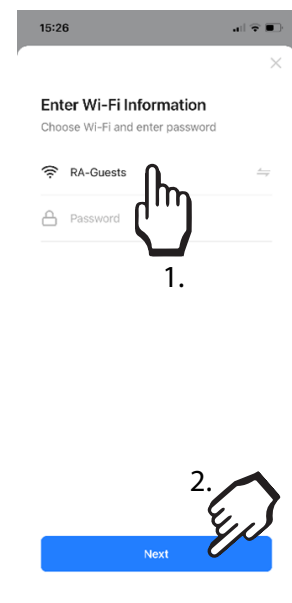 15:26
Enter Wi-Fi Information
Choose Wi-Fi and enter password
RA-Guests
Password
1.
2.
Next